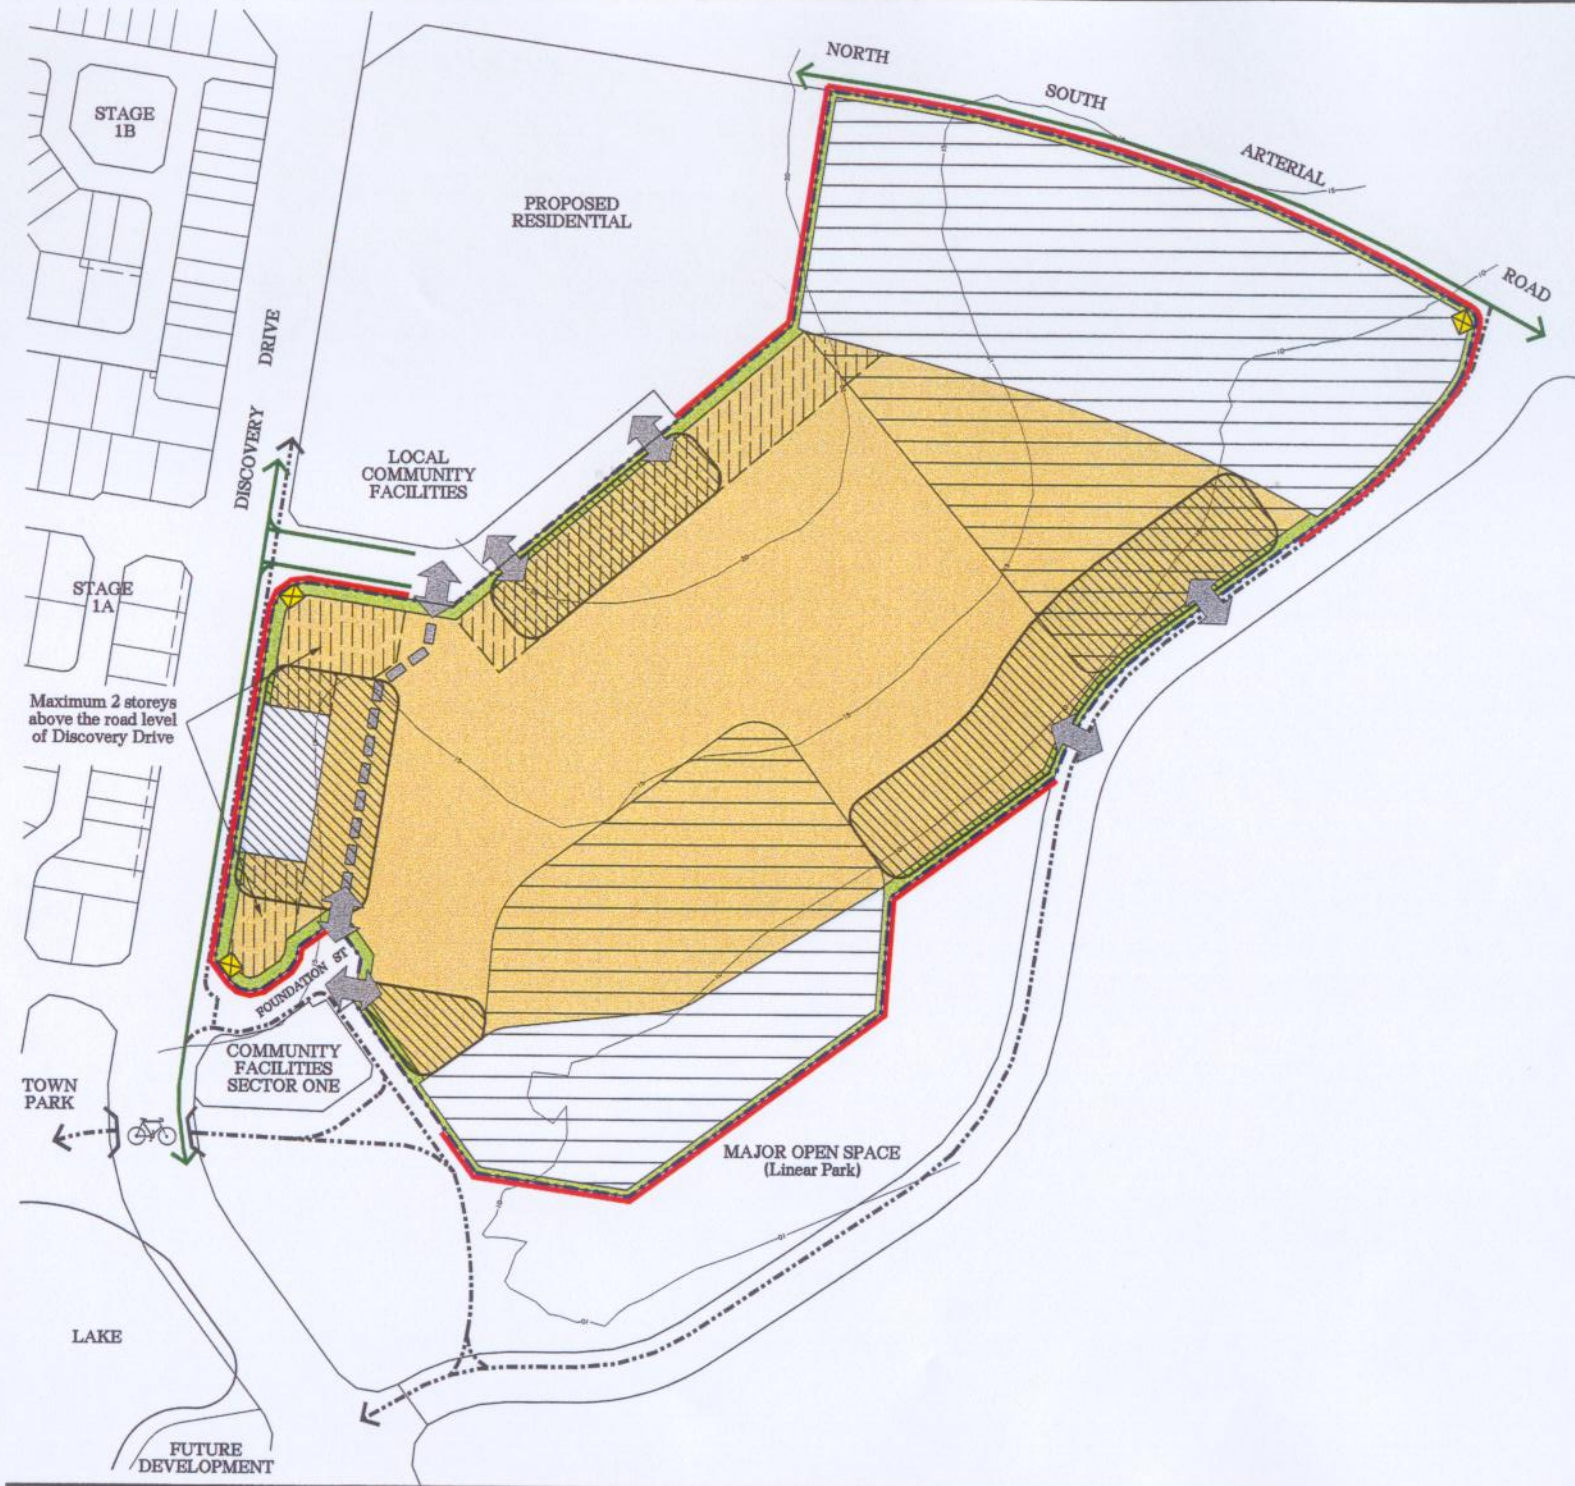 NORTH
SOUTH
ARTERIAL
ROAD
STAGE
1B
PROPOSED
RESIDENTIAL
DISCOVERY DRIVE
LOCAL
COMMUNITY
FACILITIES
STAGE
1A
Maximum 2 storeys
above the road level
of Discovery Drive
FOUNDATION ST
COMMUNITY
FACILITIES
SECTOR ONE
TOWN
PARK
MAJOR OPEN SPACE
(Linear Park)
LAKE
FUTURE
DEVELOPMENT